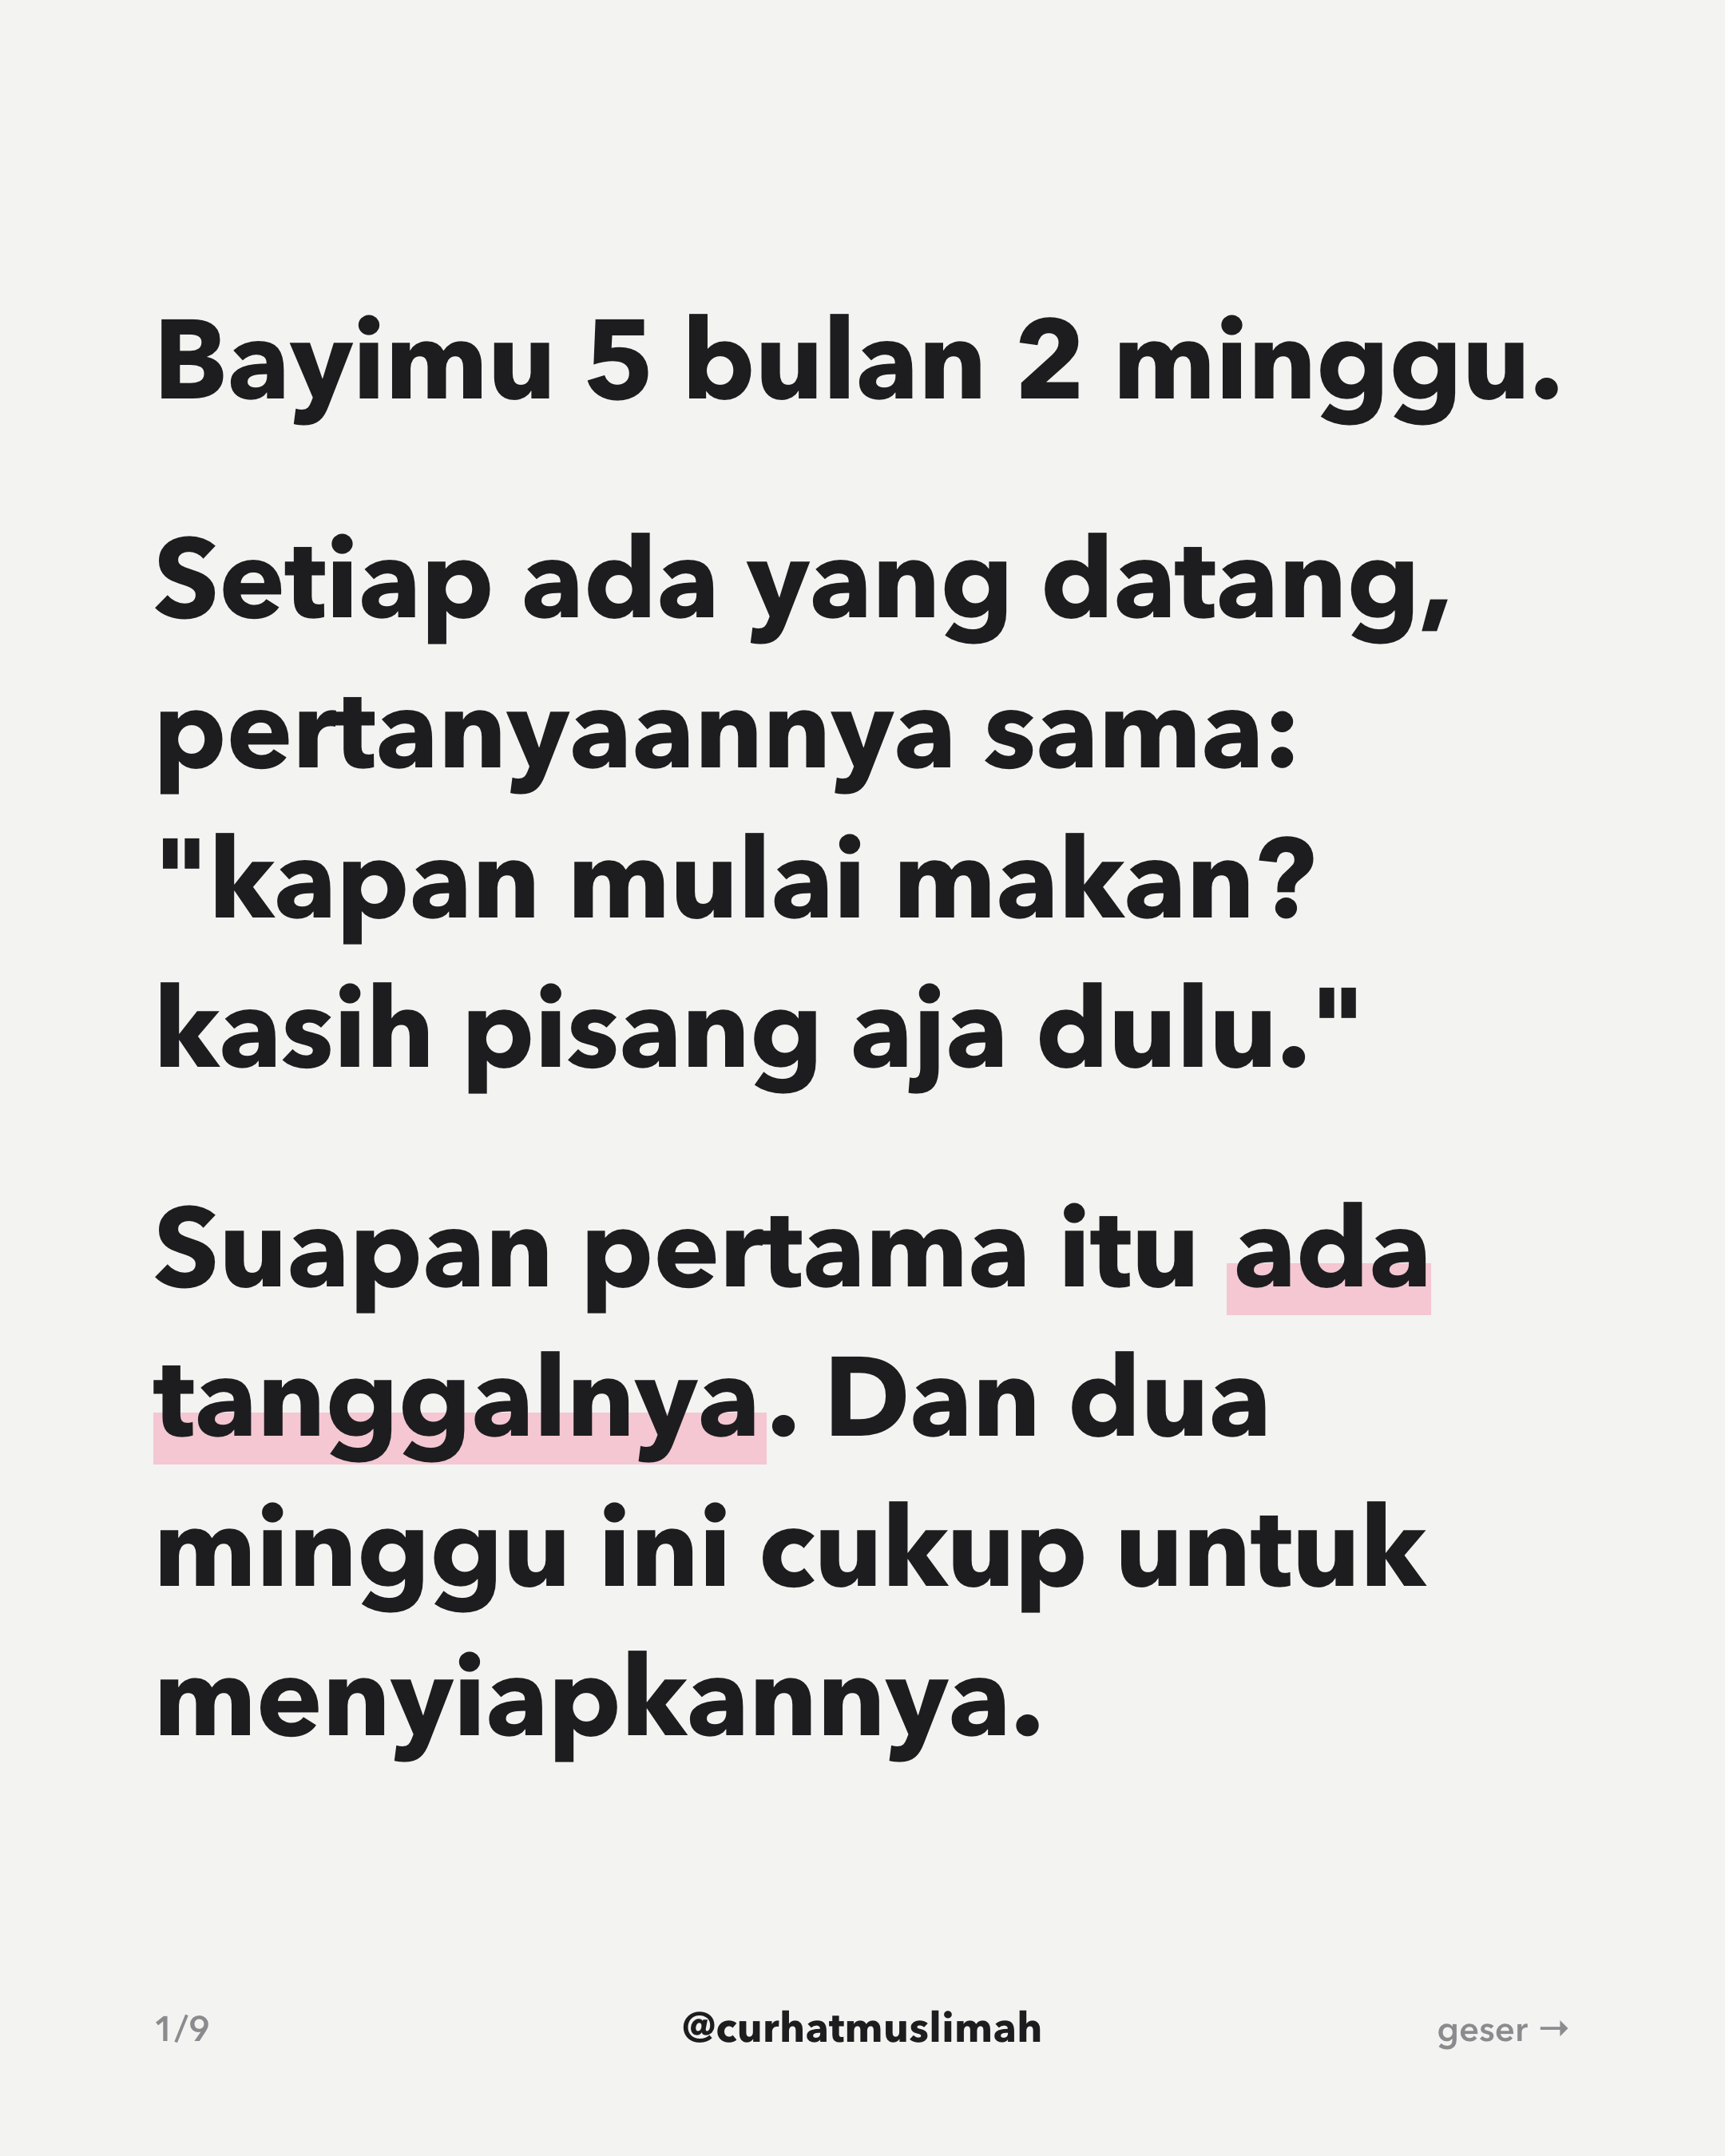 Bayimu 5 bulan 2 minggu.
Setiap ada yang datang,
pertanyaannya sama:
"kapan mulai makan?
kasih pisang aja dulu."
Suapan pertama itu ada
tanggalnya. Dan dua
minggu ini cukup untuk
menyiapkannya.
1/9
@curhatmuslimah
geser →